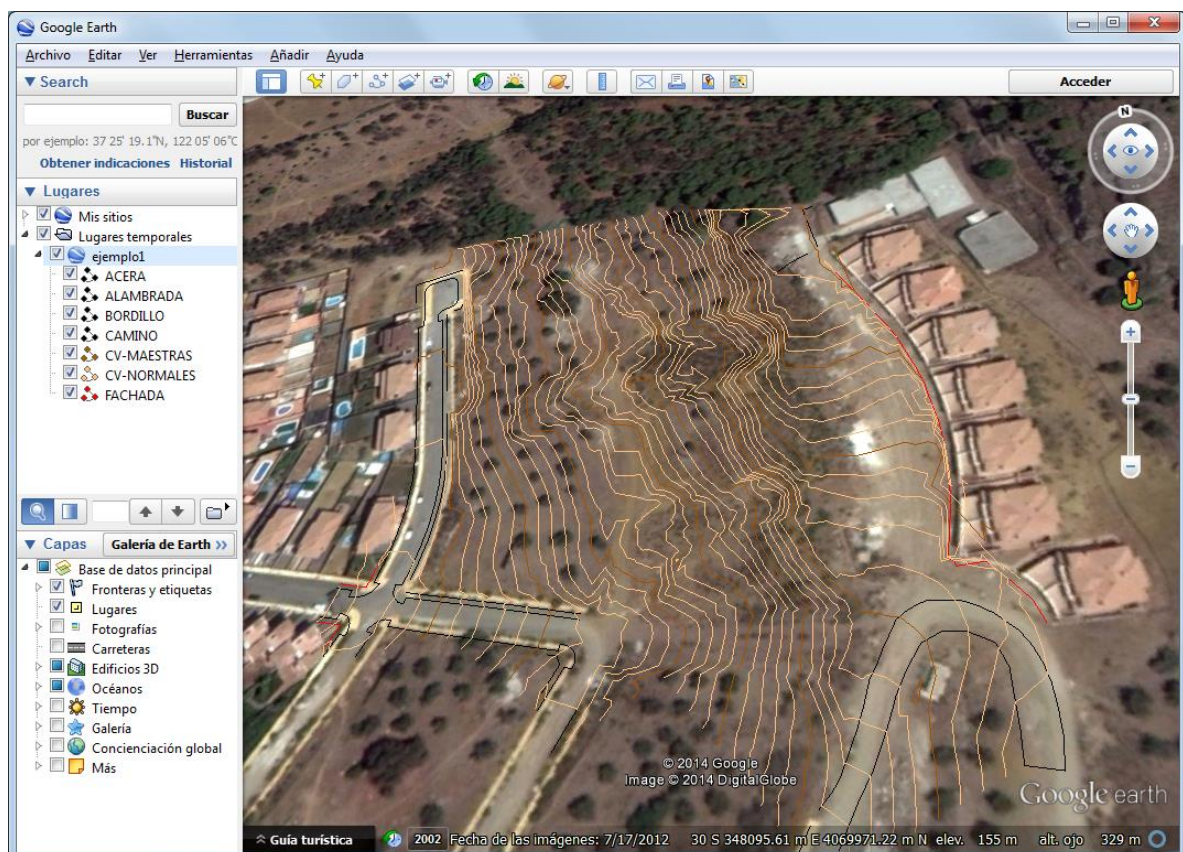 Google Earth
Archivo Editar Ver Herramientas Añadir Ayuda
Search
Buscar
por ejemplo: 37 25' 19.1"N, 122 05' 06"
Obtener indicaciones Historial
Lugares
Mis sitios
Lugares temporales
ejemplo1
ACERA
ALAMBRADA
BORDILLO
CAMINO
CV-MAESTRAS
CV-NORMALES
FACHADA
Capas Galería de Earth >>
Base de datos principal
Fronteras y etiquetas
Lugares
Fotografías
Carreteras
Edificios 3D
Océanos
Tiempo
Galería
Concienciación global
Más
Acceder
N
© 2014 Google
Image © 2014 DigitalGlobe
Google earth
Guía turística 2002 Fecha de las imágenes: 7/17/2012 30 S 348095.61 m E 4069971.22 m N elev. 155 m alt. ojo 329 m